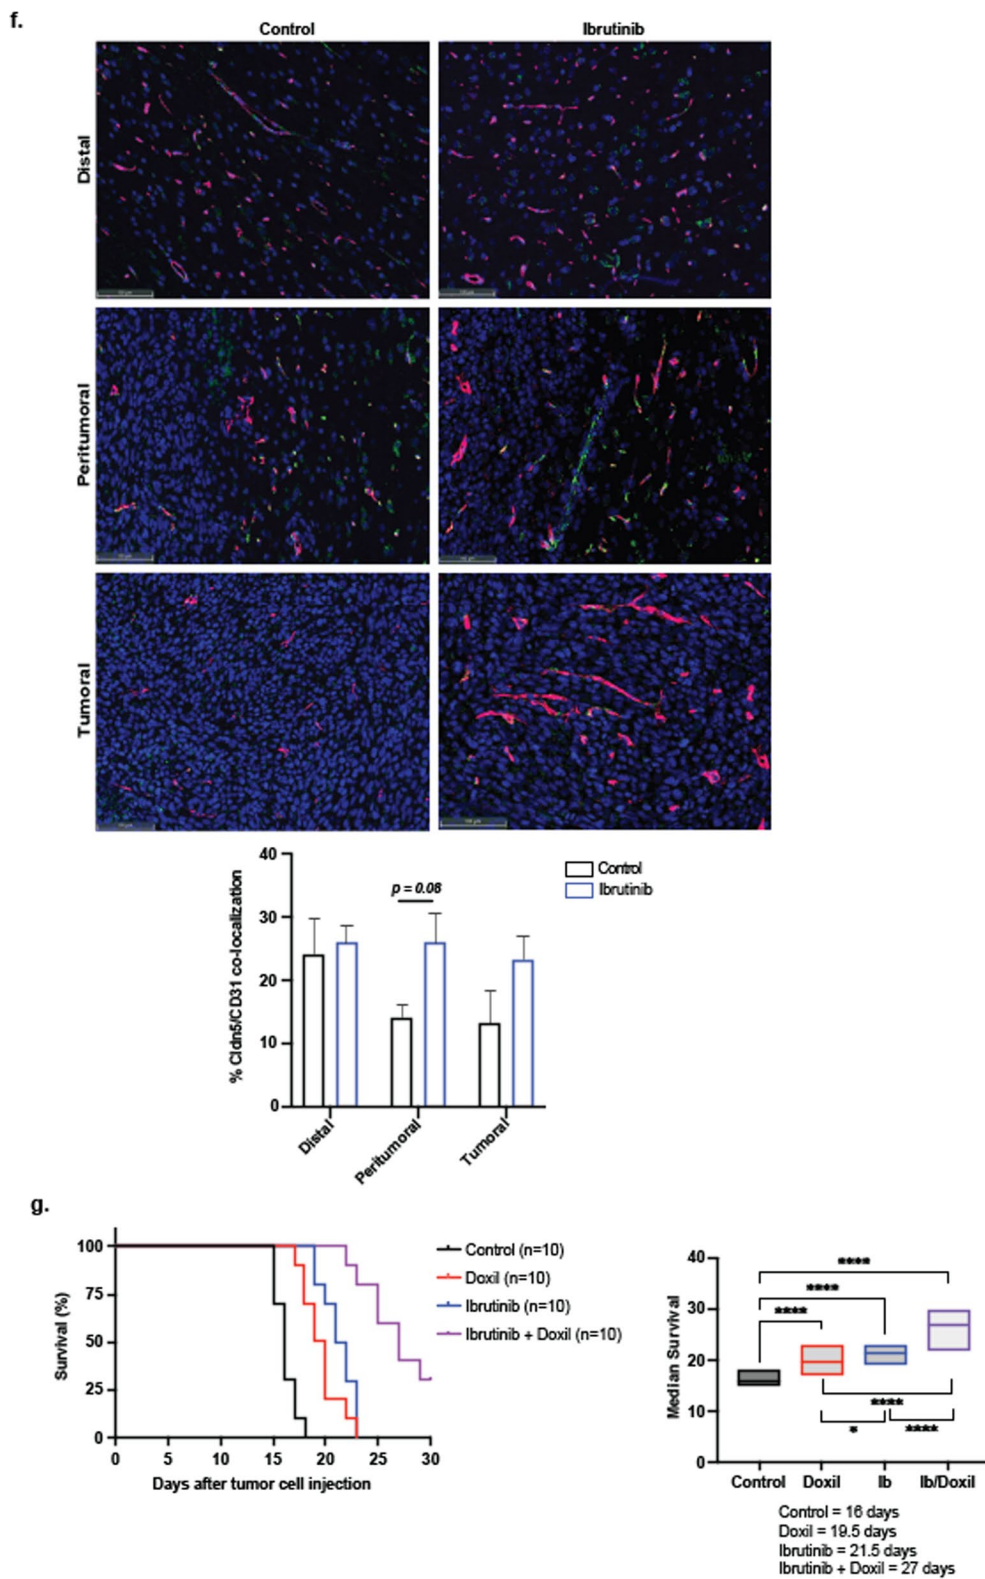 f.
Control
Ibrutinib
Distal
Peritumoral
Tumoral
40
30
20
10
0
% Cldn5/CD31 co-localization
p = 0.08
Control
Ibrutinib
Distal
Peritumoral
Tumoral
g.
100
75
50
25
0
Survival (%)
0 5 10 15 20 25 30
Days after tumor cell injection
Control (n=10)
Doxil (n=10)
Ibrutinib (n=10)
Ibrutinib + Doxil (n=10)
40
30
20
10
0
Median Survival
****
****
****
****
* ****
Control Doxil Ib Ib/Doxil
Control = 16 days
Doxil = 19.5 days
Ibrutinib = 21.5 days
Ibrutinib + Doxil = 27 days